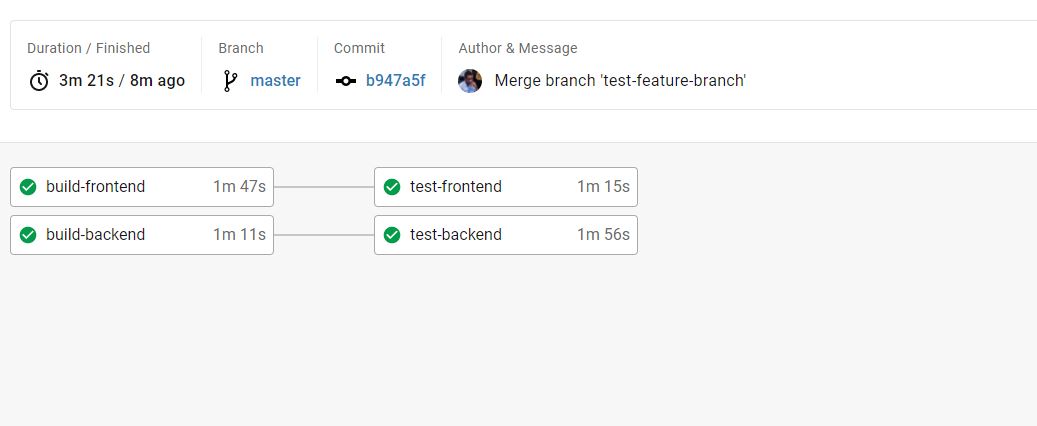 Duration / Finished Branch Commit Author & Message
3m 21s / 8m ago master b947a5f Merge branch 'test-feature-branch'
build-frontend 1m 47s test-frontend 1m 15s
build-backend 1m 11s test-backend 1m 56s